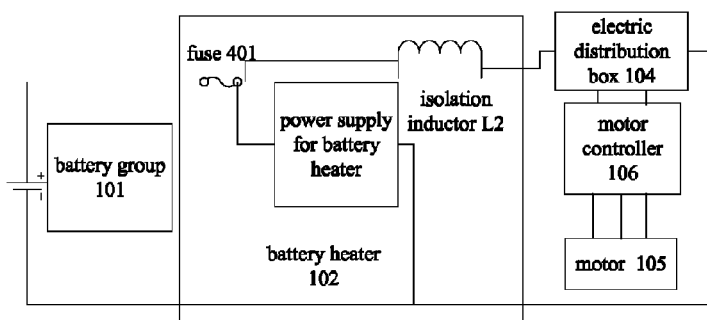 fuse 401
isolation
inductor L2
electric
distribution
box 104
power supply
for battery
heater
motor
controller
106
+
battery group
101
−
battery heater
102
motor 105